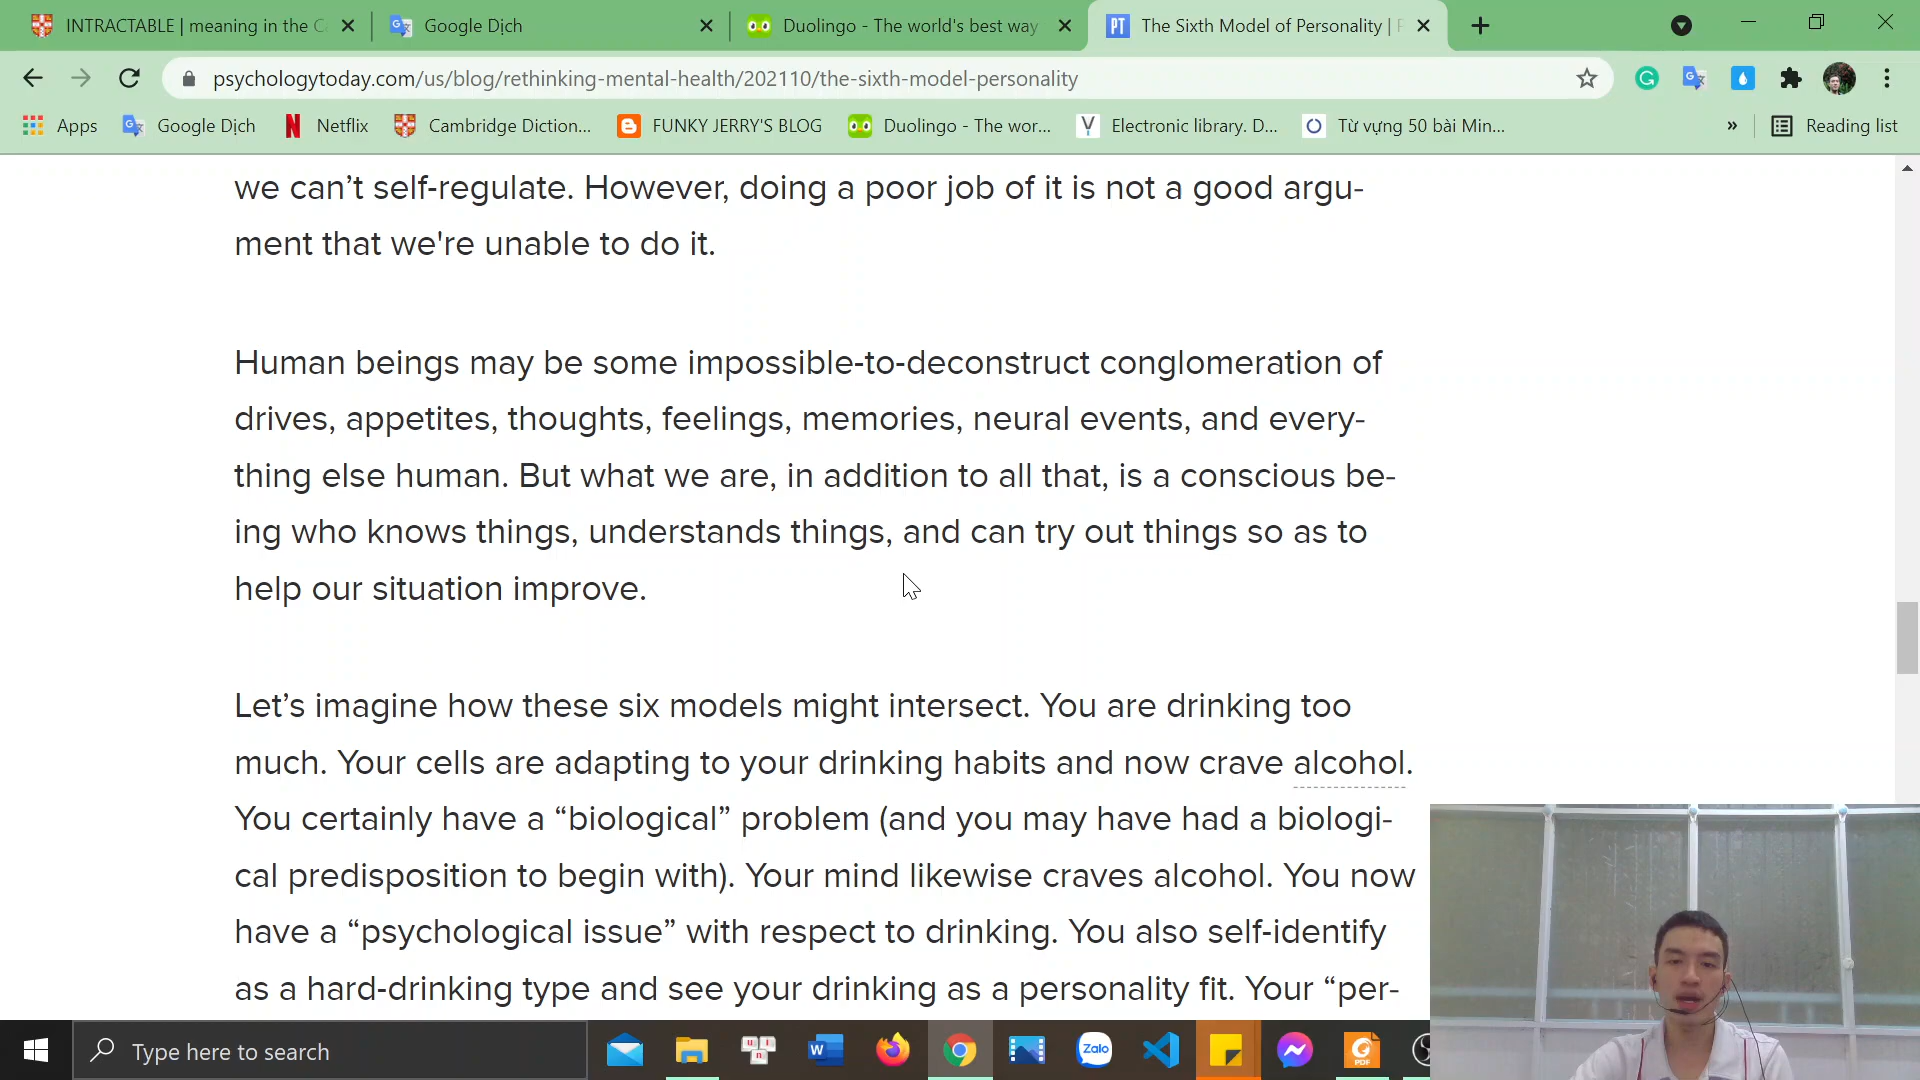 INTRACTABLE | meaning in the C
Google Dịch
Duolingo - The world's best way
PT
The Sixth Model of Personality |
psychologytoday.com/us/blog/rethinking-mental-health/202110/the-sixth-model-personality
Apps
Google Dịch
Netflix
Cambridge Diction...
FUNKY JERRY'S BLOG
Duolingo - The wor...
Electronic library. D...
Từ vựng 50 bài Min...
»
Reading list
we can’t self-regulate. However, doing a poor job of it is not a good argu-
ment that we're unable to do it.
Human beings may be some impossible-to-deconstruct conglomeration of
drives, appetites, thoughts, feelings, memories, neural events, and every-
thing else human. But what we are, in addition to all that, is a conscious be-
ing who knows things, understands things, and can try out things so as to
help our situation improve.
Let’s imagine how these six models might intersect. You are drinking too
much. Your cells are adapting to your drinking habits and now crave alcohol.
You certainly have a “biological” problem (and you may have had a biologi-
cal predisposition to begin with). Your mind likewise craves alcohol. You now
have a “psychological issue” with respect to drinking. You also self-identify
as a hard-drinking type and see your drinking as a personality fit. Your “per-
Type here to search
Zalo
PDF